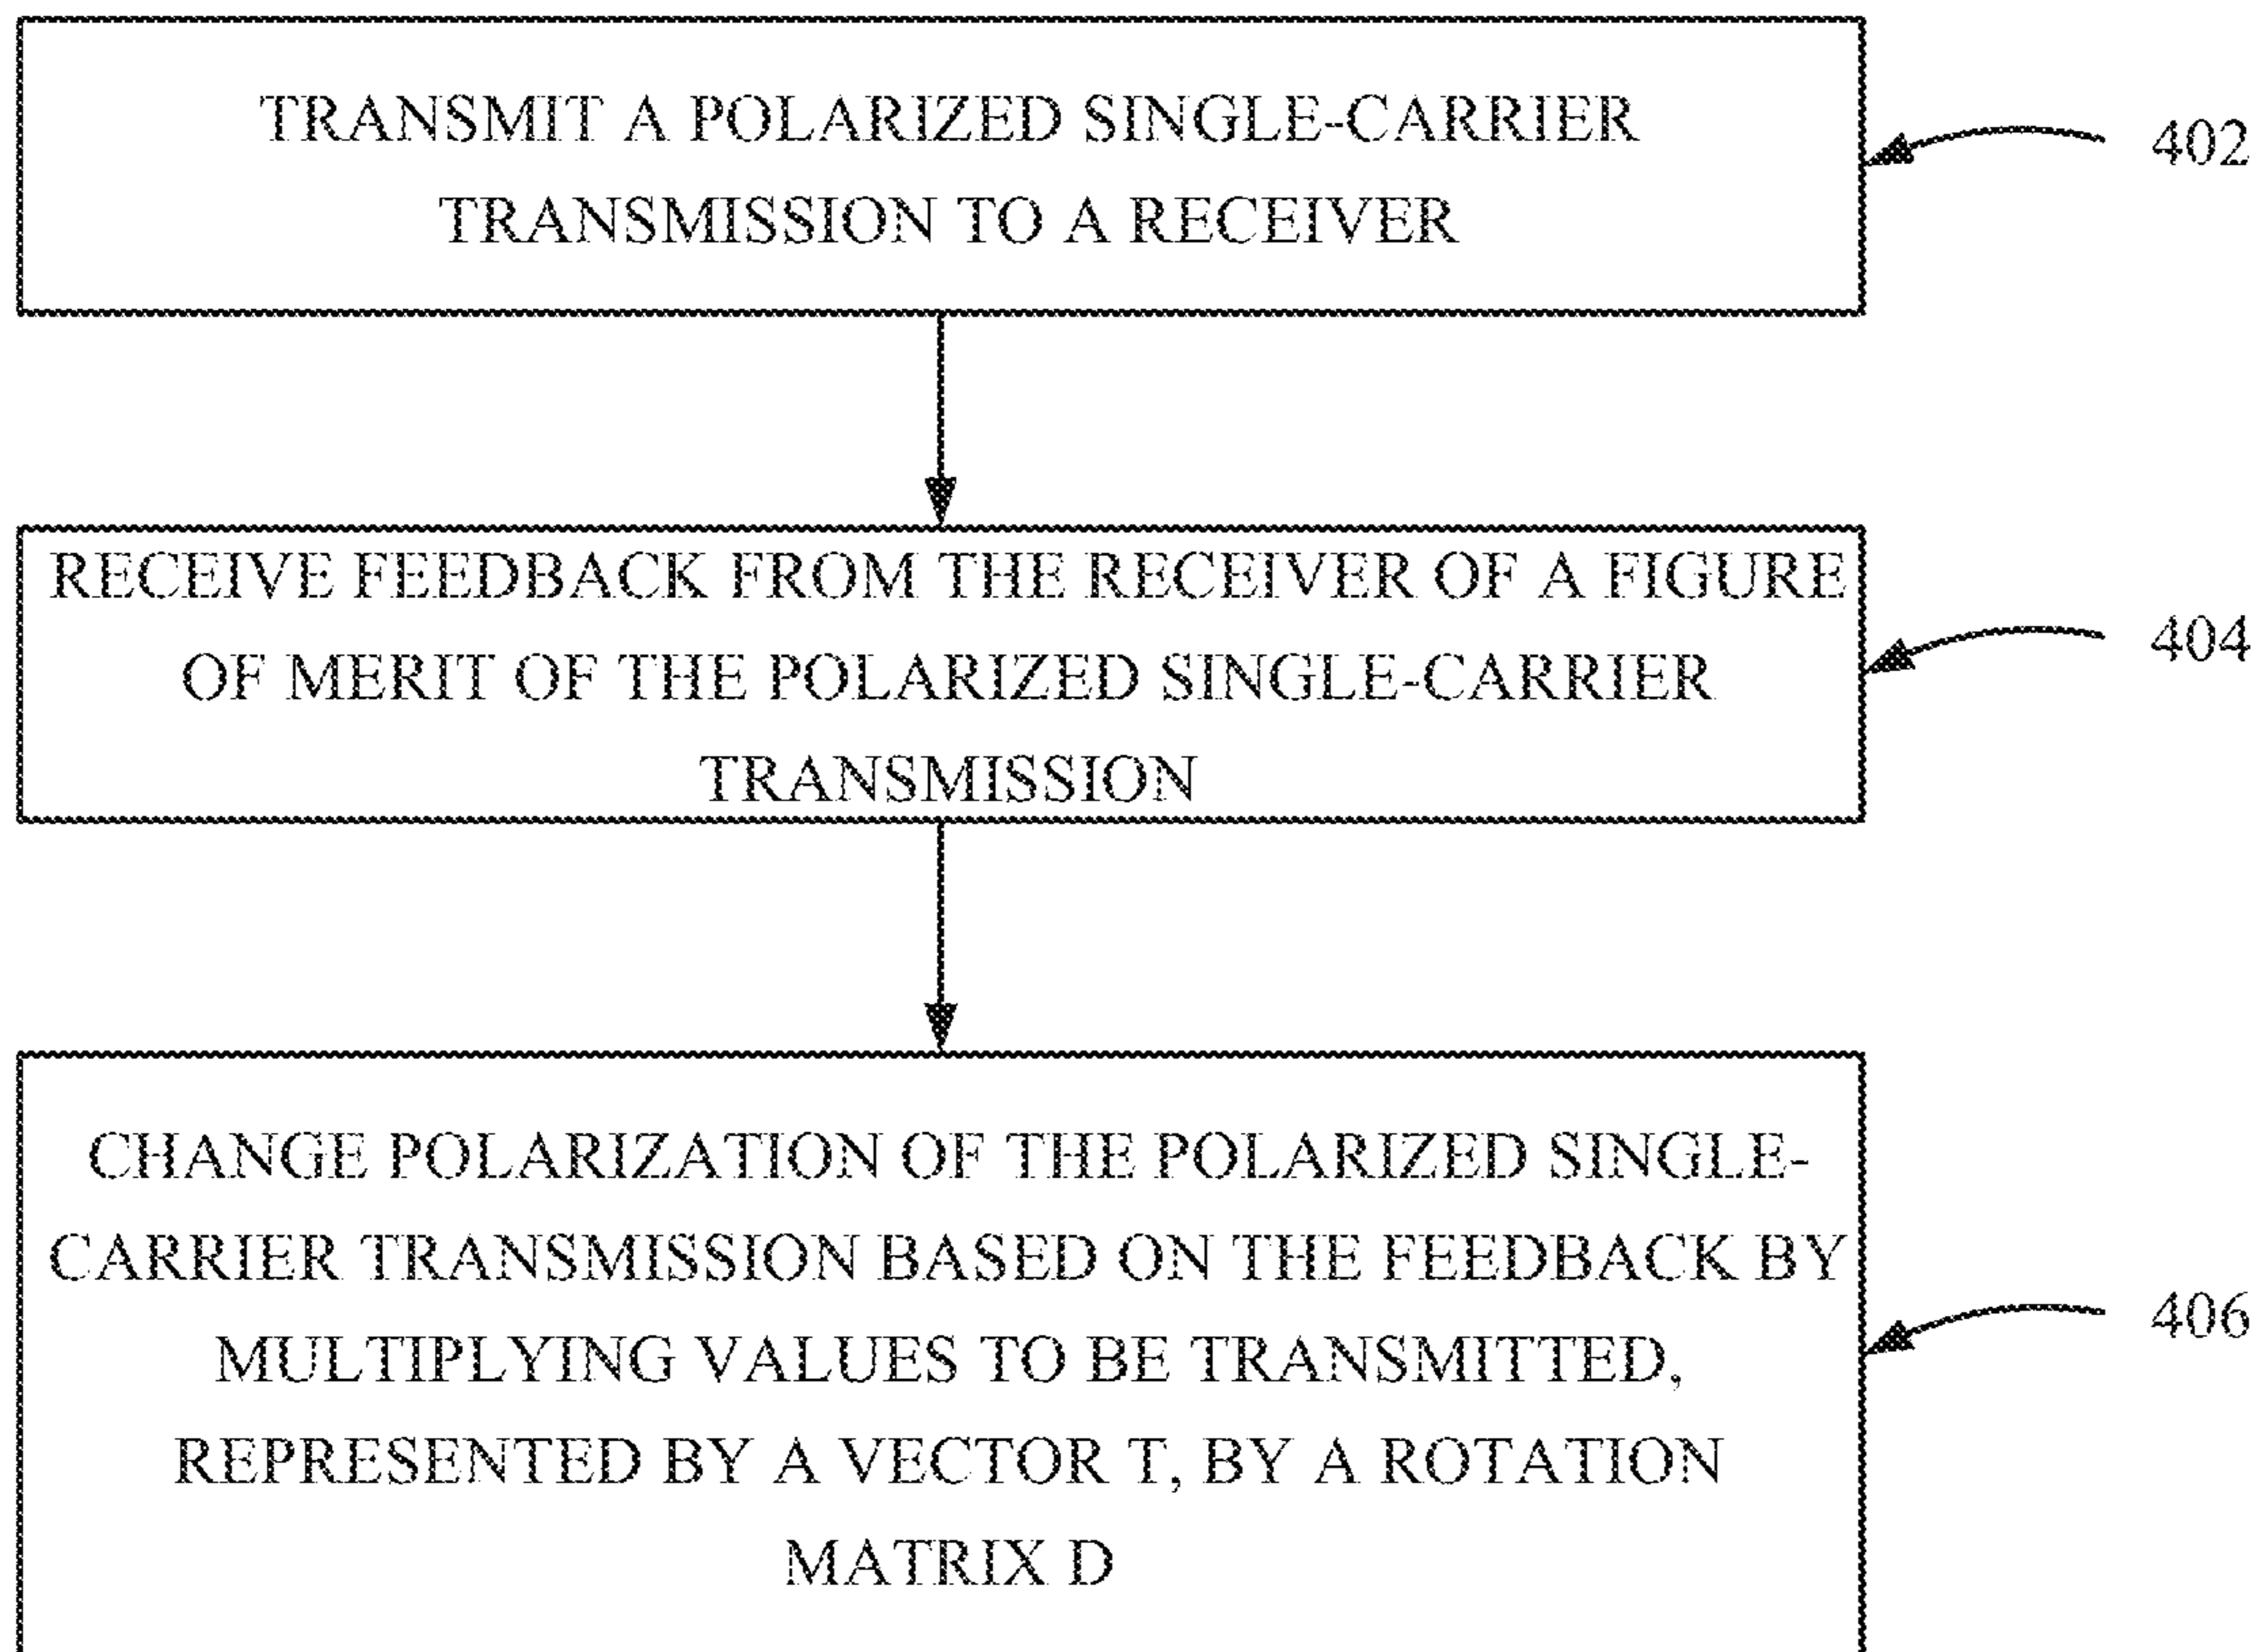 TRANSMIT A POLARIZED SINGLE-CARRIER
TRANSMISSION TO A RECEIVER
402
RECEIVE FEEDBACK FROM THE RECEIVER OF A FIGURE
OF MERIT OF THE POLARIZED SINGLE-CARRIER
TRANSMISSION
404
CHANGE POLARIZATION OF THE POLARIZED SINGLE-
CARRIER TRANSMISSION BASED ON THE FEEDBACK BY
MULTIPLYING VALUES TO BE TRANSMITTED,
REPRESENTED BY A VECTOR T, BY A ROTATION
MATRIX D
406